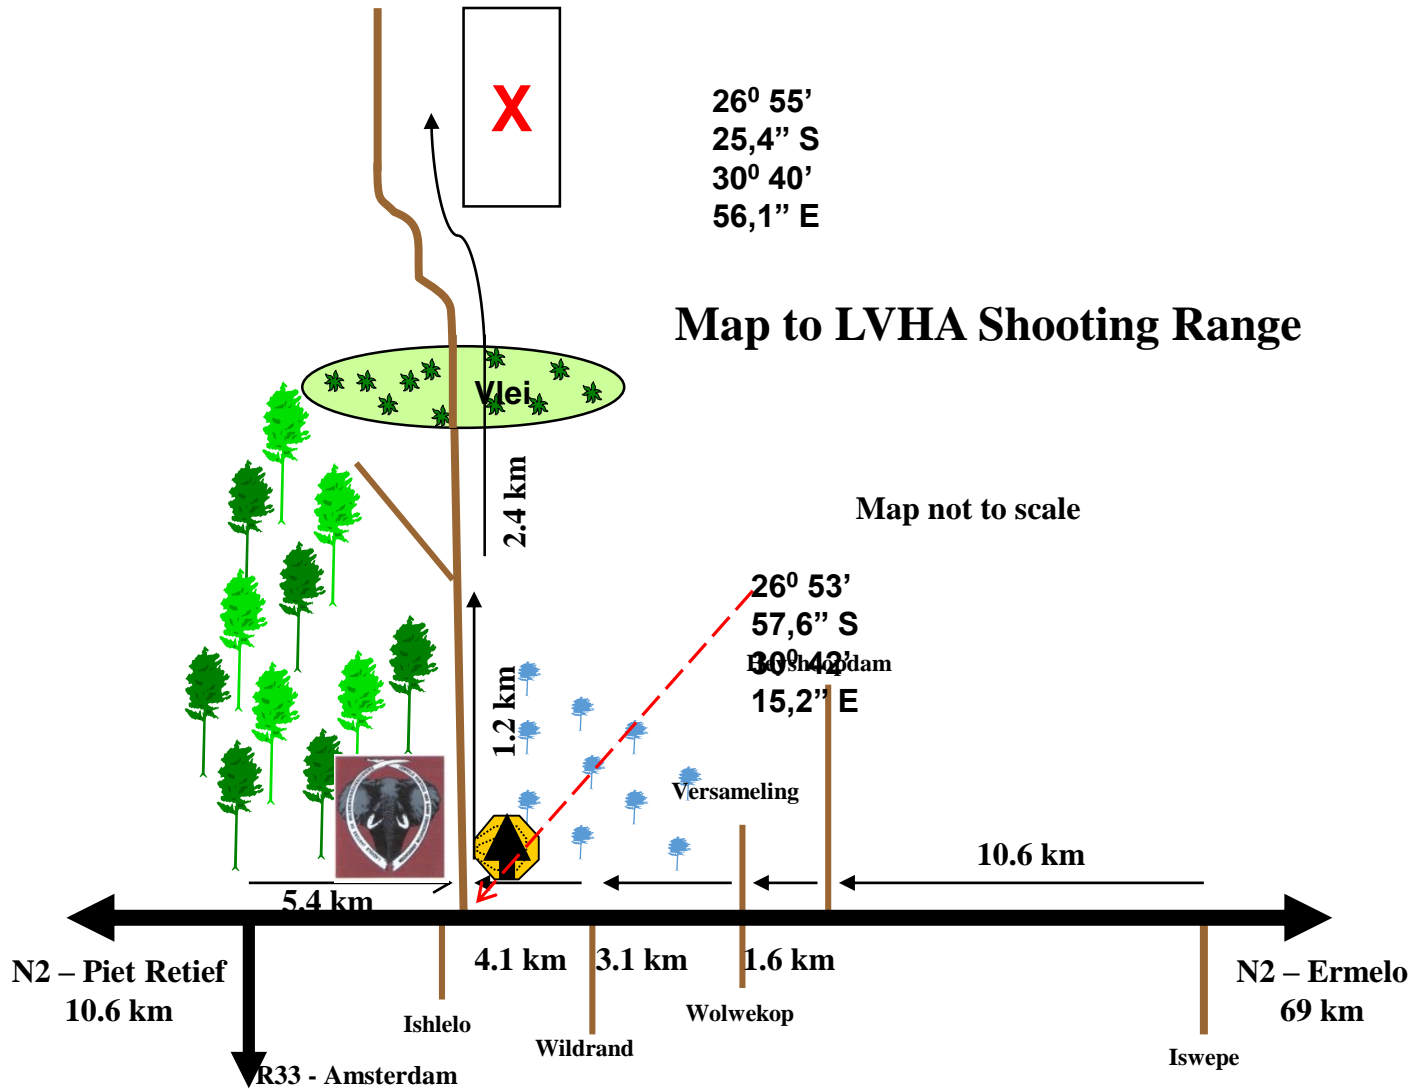 X
26⁰ 55’
25,4” S
30⁰ 40’
56,1” E
Map to LVHA Shooting Range
Vlei
2.4 km
Map not to scale
26⁰ 53’
57,6” S
30⁰ 42’
15,2” E
Heyshoopdam
1.2 km
Versameling
10.6 km
5.4 km
4.1 km
3.1 km
1.6 km
N2 – Piet Retief
10.6 km
N2 – Ermelo
69 km
Ishlelo
Wolwekop
Wildrand
Iswepe
R33 - Amsterdam